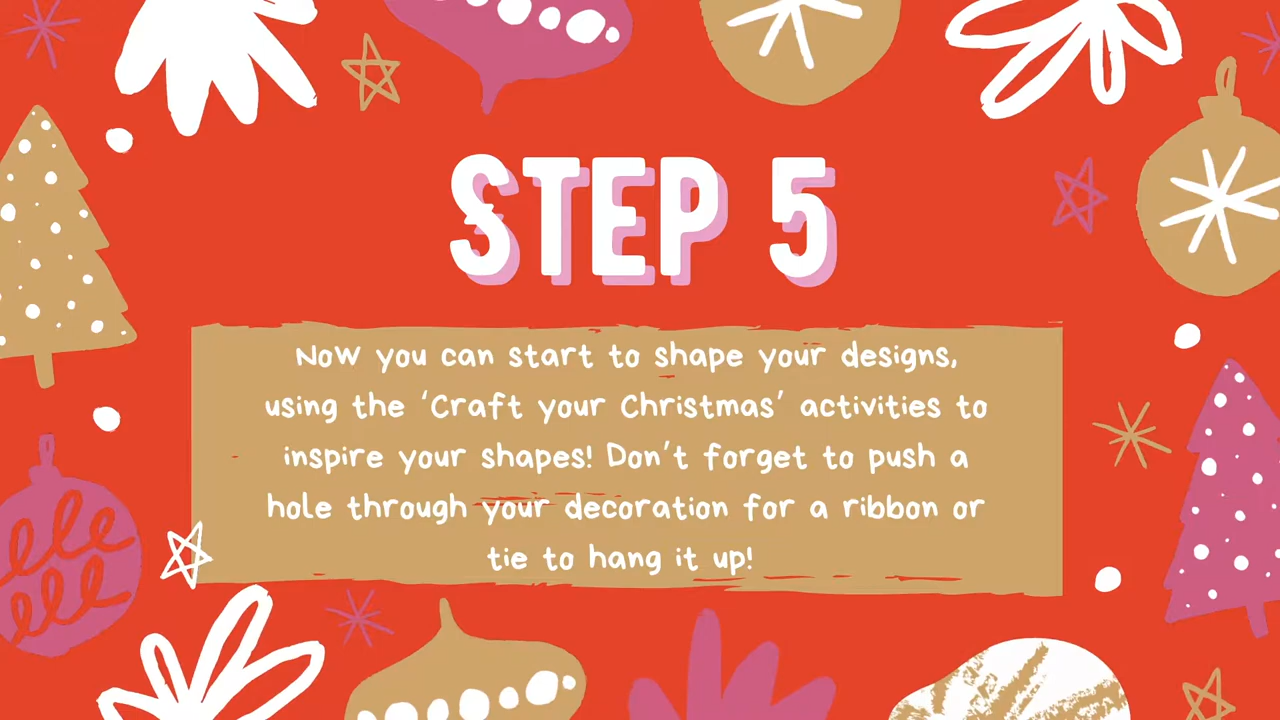 STEP 5
Now you can start to shape your designs,
using the ‘Craft your Christmas’ activities to
inspire your shapes! Don’t forget to push a
hole through your decoration for a ribbon or
tie to hang it up!